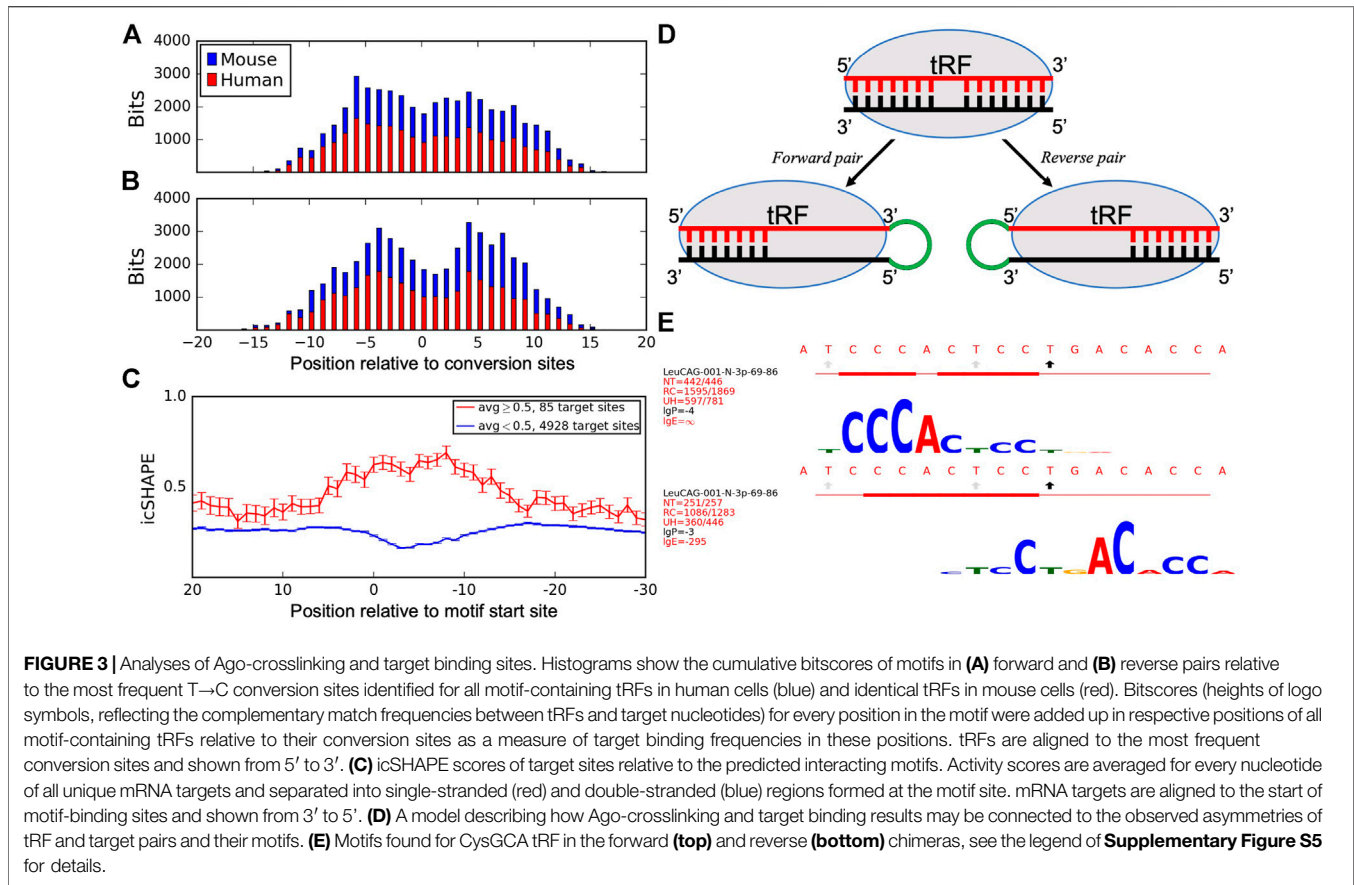 A
4000
3000
2000
1000
Bits
Mouse
Human
−20 −15 −10 −5 0 5 10 15 20
B
4000
3000
2000
1000
Bits
−20 −15 −10 −5 0 5 10 15 20
Position relative to conversion sites
C
1.0
0.5
icSHAPE
avg ≥ 0.5, 85 target sites
avg < 0.5, 4928 target sites
20 10 0 -10 -20 -30
Position relative to motif start site
D
5’ tRF 3’
3’ 5’
Forward pair Reverse pair
5’ tRF 3’
3’ 5’
5’ tRF 3’
3’ 5’
E
A T C C C A C T C C T G A C A C C A
LeuCAG-001-N-3p-69-86
NT=442/446
RC=1595/1869
UH=597/781
lgP=-4
lgE=∞
T C C C A C T C C T
A T C C C A C T C C T G A C A C C A
LeuCAG-001-N-3p-69-86
NT=251/257
RC=1086/1283
UH=360/446
lgP=-3
lgE=-295
C T C C T G A C A C C A
FIGURE 3 | Analyses of Ago-crosslinking and target binding sites. Histograms show the cumulative bitscores of motifs in (A) forward and (B) reverse pairs relative
to the most frequent T→C conversion sites identified for all motif-containing tRFs in human cells (blue) and identical tRFs in mouse cells (red). Bitscores (heights of logo
symbols, reflecting the complementary match frequencies between tRFs and target nucleotides) for every position in the motif were added up in respective positions of all
motif-containing tRFs relative to their conversion sites as a measure of target binding frequencies in these positions. tRFs are aligned to the most frequent
conversion sites and shown from 5′ to 3′. (C) icSHAPE scores of target sites relative to the predicted interacting motifs. Activity scores are averaged for every nucleotide
of all unique mRNA targets and separated into single-stranded (red) and double-stranded (blue) regions formed at the motif site. mRNA targets are aligned to the start of
motif-binding sites and shown from 3′ to 5’. (D) A model describing how Ago-crosslinking and target binding results may be connected to the observed asymmetries of
tRF and target pairs and their motifs. (E) Motifs found for CysGCA tRF in the forward (top) and reverse (bottom) chimeras, see the legend of Supplementary Figure S5
for details.